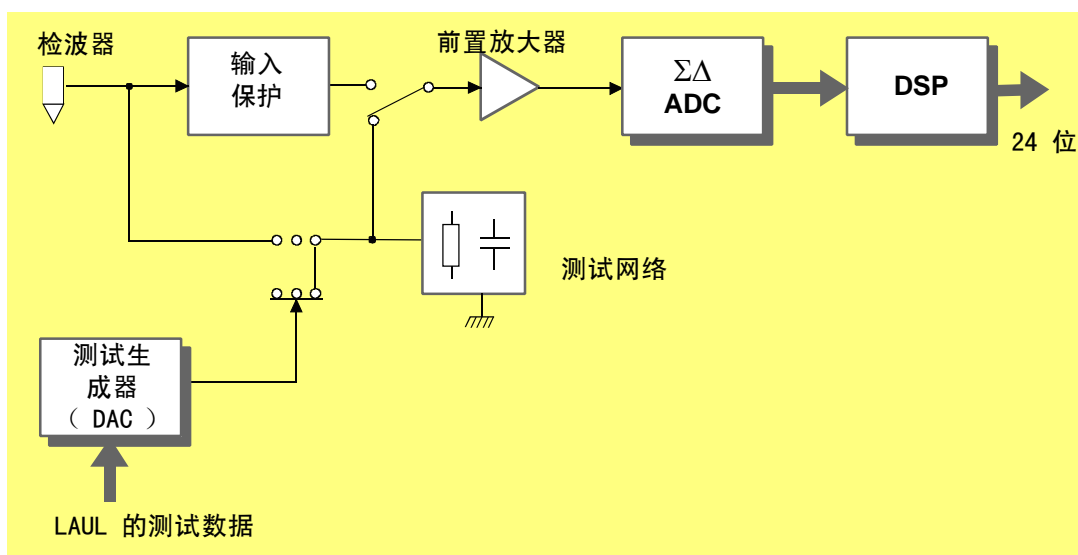 检波器
输入
保护
前置放大器
ΣΔ
ADC
DSP
24 位
测试网络
测试生
成器
( DAC )
LAUL 的测试数据